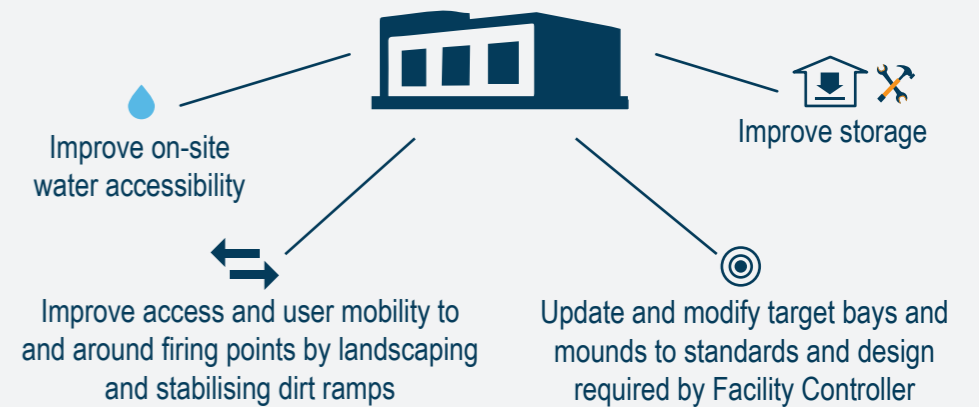 Improve on-site
water accessibility
Improve storage
Improve access and user mobility to
and around firing points by landscaping
and stabilising dirt ramps
Update and modify target bays and
mounds to standards and design
required by Facility Controller